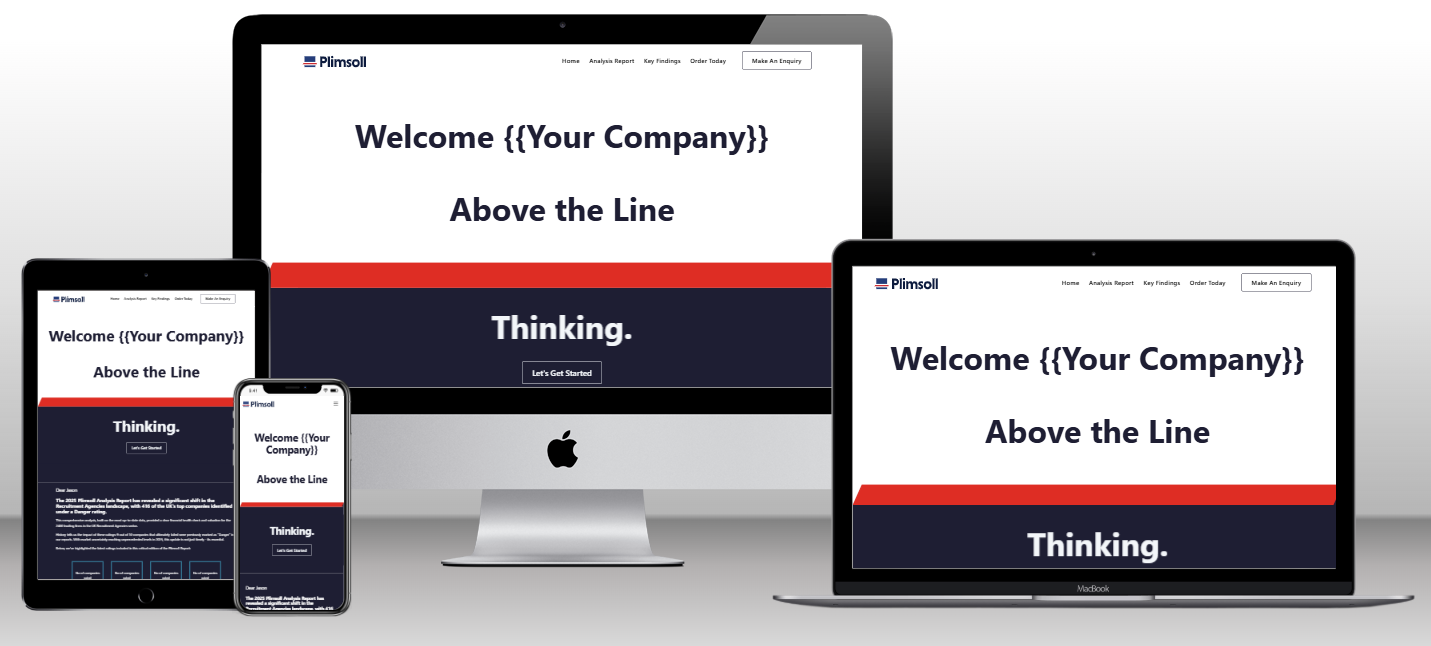 Plimsoll
Home Analysis Report Key Findings Order Today Make An Enquiry
Welcome {{Your Company}}
Above the Line
Thinking.
Let's Get Started
Plimsoll
Home Analysis Report Key Findings Order Today Make An Enquiry
Welcome {{Your Company}}
Above the Line
Thinking.
Let's Get Started
Dear Jason
The 2025 Plimsoll Analysis Report has revealed a significant shift in the
Recruitment Agencies landscape, with 416 of the UK's top companies identified
under a Danger rating.
Plimsoll
Welcome {{Your
Company}}
Above the Line
Thinking.
Let's Get Started
Dear Jason
The 2025 Plimsoll Analysis Report has
revealed a significant shift in the
Recruitment Agencies landscape, with 416
Plimsoll
Home Analysis Report Key Findings Order Today Make An Enquiry
Welcome {{Your Company}}
Above the Line
Thinking.
MacBook